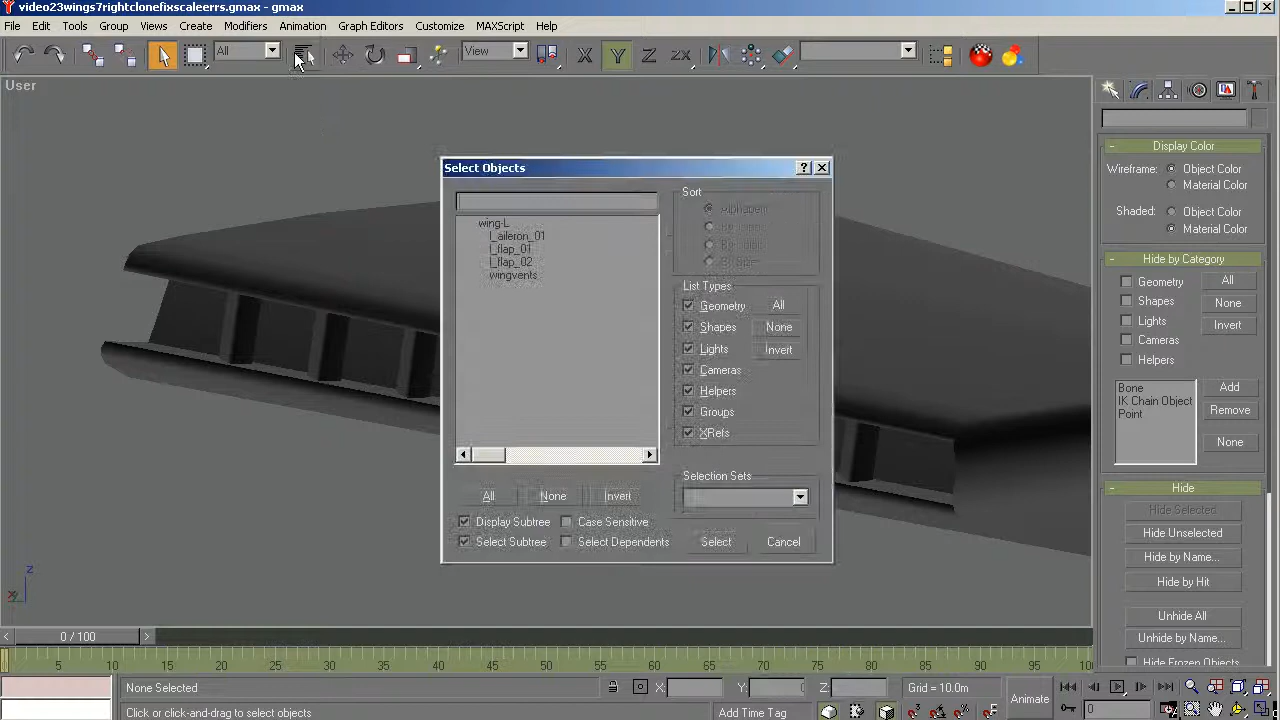 video23wings7rightclonefixscaleerrs.gmax - gmax
File Edit Tools Group Views Create Modifiers Animation Graph Editors Customize MAXScript Help
All
View
X Y Z ZX
User
Select Objects
wing-L
l_aileron_01
l_flap_01
l_flap_02
wingvents
Sort
List Types
Geometry All
Shapes None
Lights Invert
Cameras
Helpers
Groups
XRefs
Selection Sets
All None Invert
Display Subtree Case Sensitive
Select Subtree Select Dependents
Select Cancel
Display Color
Wireframe: Object Color
Material Color
Shaded: Object Color
Material Color
Hide by Category
Geometry All
Shapes None
Lights Invert
Cameras
Helpers
Bone
IK Chain Object
Point
Add
Remove
None
Hide
Hide Selected
Hide Unselected
Hide by Name...
Hide by Hit
Unhide All
Unhide by Name...
Hide Frozen Objects
z
y
0 / 100
5 10 15 20 25 30 35 40 45 50 55 60 65 70 75 80 85 90 95
None Selected X: Y: Z: Grid = 10.0m
Animate
Click or click-and-drag to select objects Add Time Tag
0